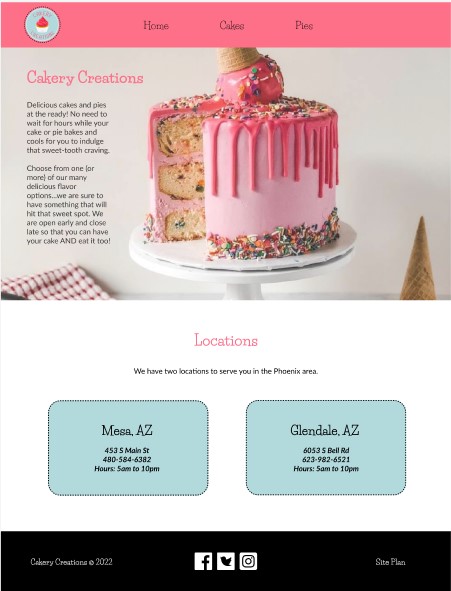 CAKERY
CREATIONS
Home Cakes Pies
Cakery Creations
Delicious cakes and pies
at the ready! No need to
wait for hours while your
cake or pie bakes and
cools for you to indulge
that sweet-tooth craving.
Choose from one (or
more) of our many
delicious flavor
options...we are sure to
have something that will
hit that sweet spot. We
are open early and close
late so that you can have
your cake AND eat it too!
Locations
We have two locations to serve you in the Phoenix area.
Mesa, AZ
453 S Main St
480-584-6382
Hours: 5am to 10pm
Glendale, AZ
6053 S Bell Rd
623-982-6521
Hours: 5am to 10pm
Cakery Creations © 2022
Site Plan